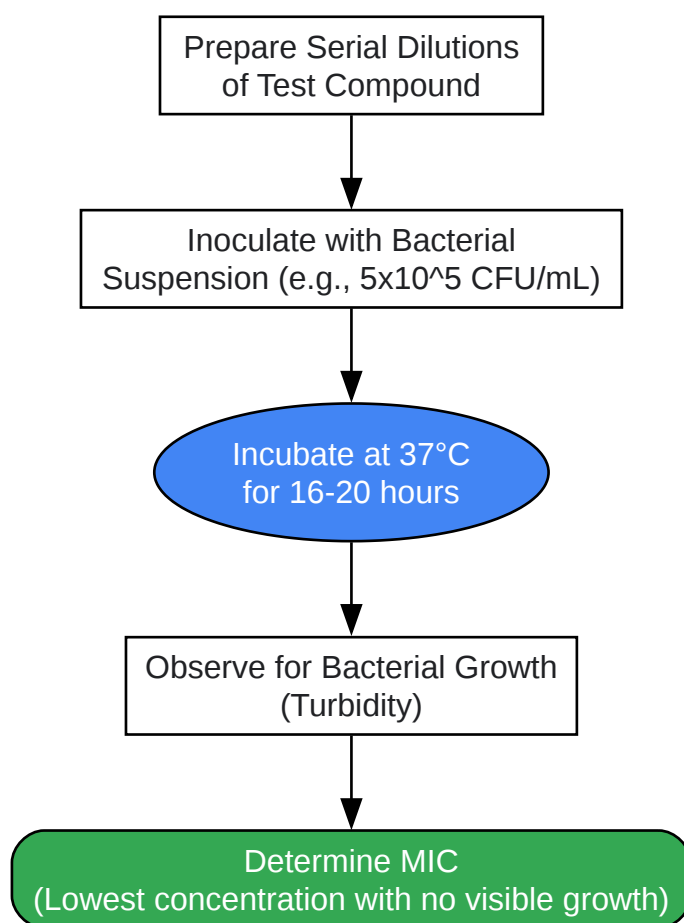 Prepare Serial Dilutions
of Test Compound
Inoculate with Bacterial
Suspension (e.g., 5x10^5 CFU/mL)
Incubate at 37°C
for 16-20 hours
Observe for Bacterial Growth
(Turbidity)
Determine MIC
(Lowest concentration with no visible growth)